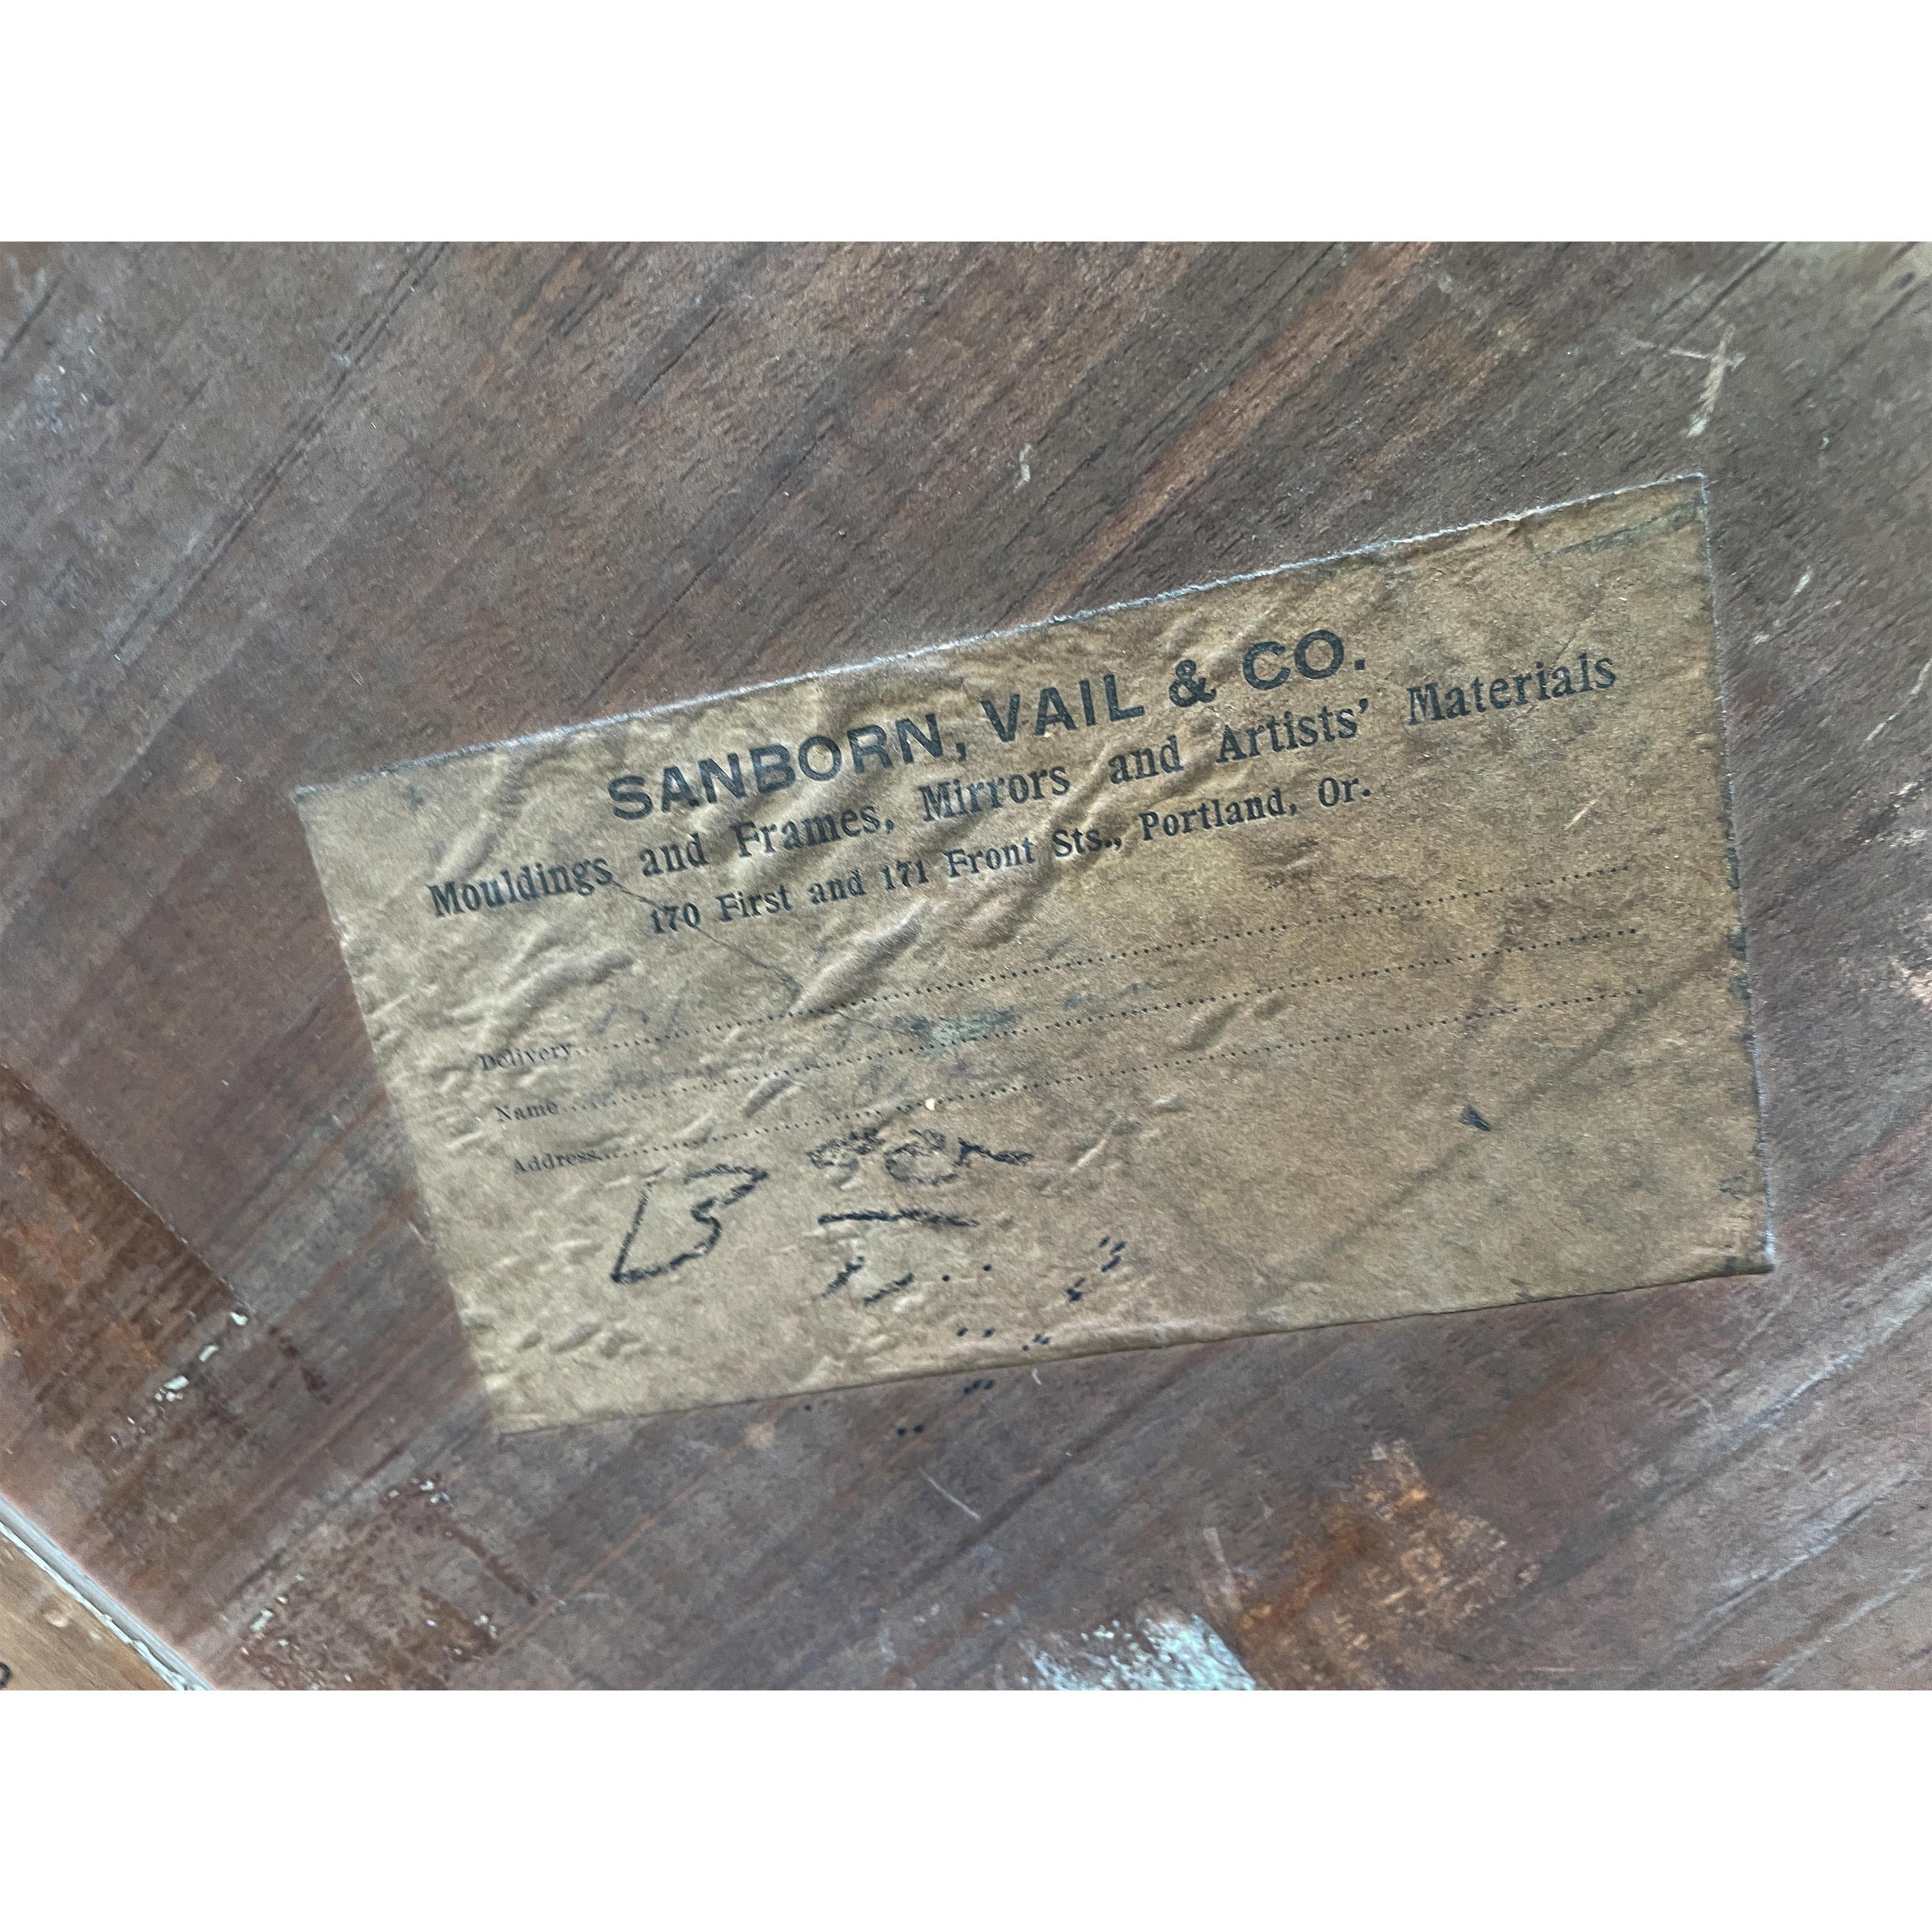 SANBORN, VAIL & CO.
Mouldings and Frames, Mirrors and Artists' Materials
170 First and 171 Front Sts., Portland, Or.
Delivery
Name
Address